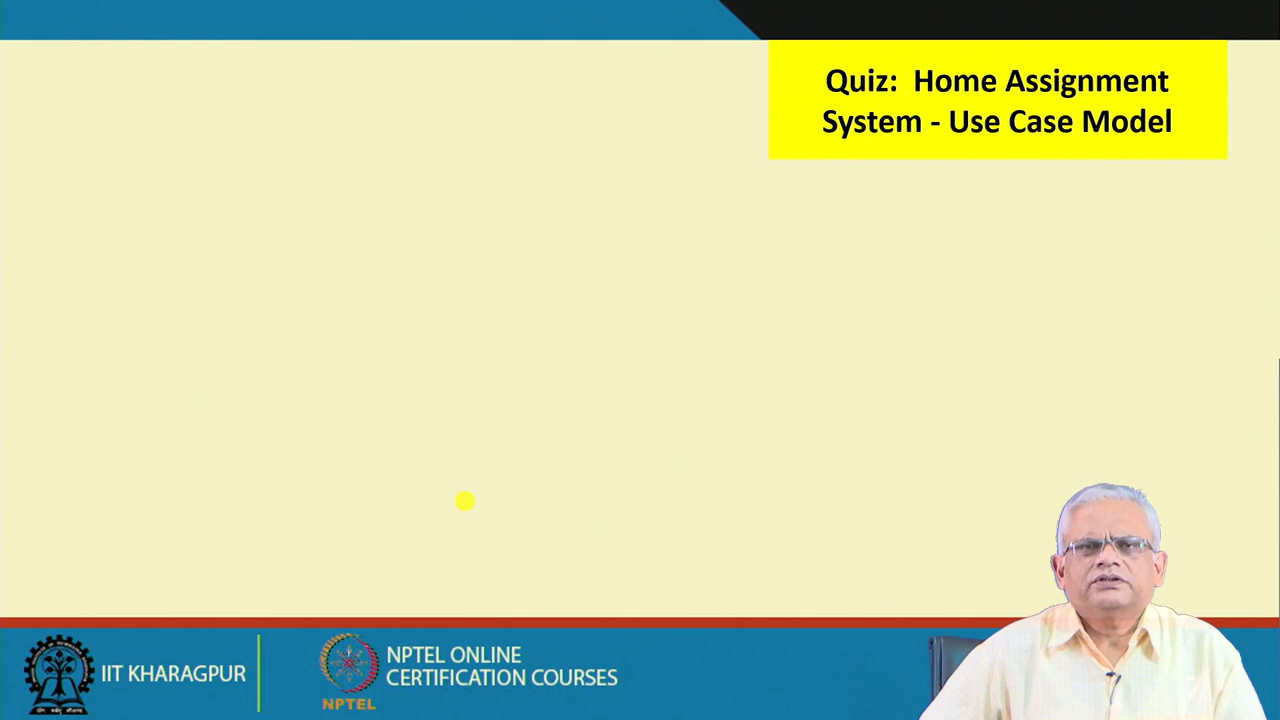 Quiz:  Home Assignment
System - Use Case Model
IIT KHARAGPUR
NPTEL ONLINE
CERTIFICATION COURSES
NPTEL